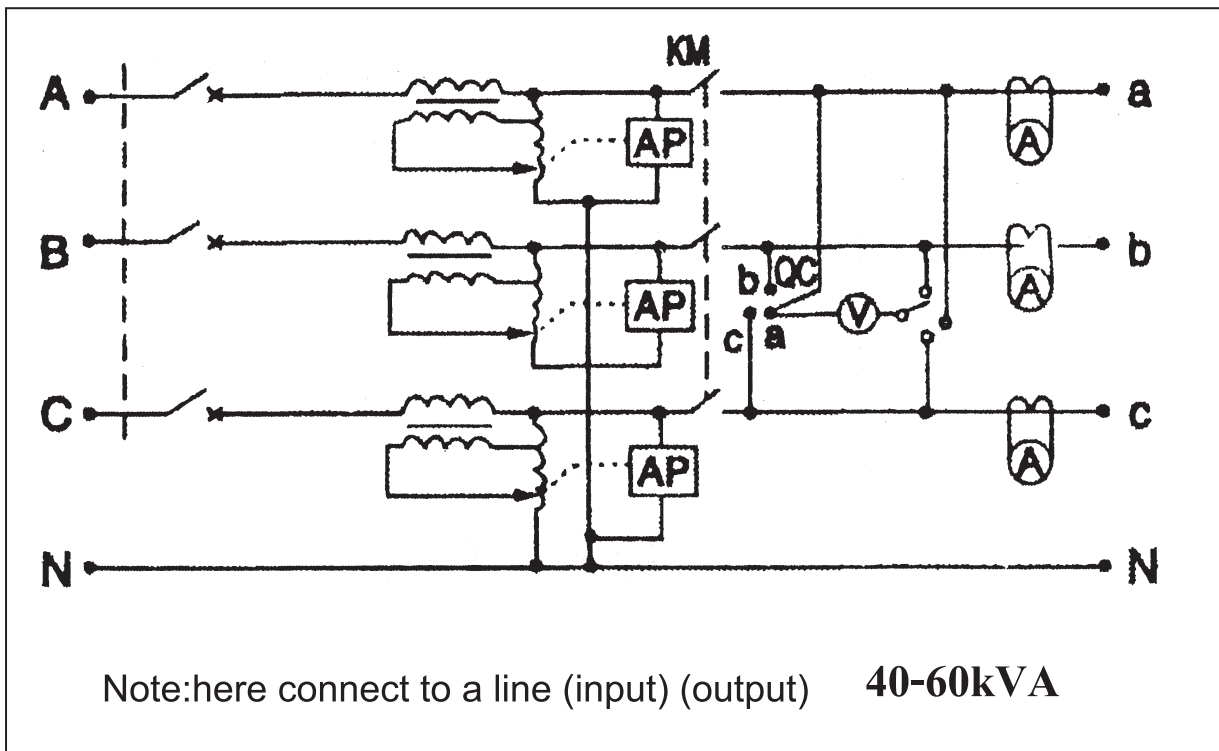 KM
A AP A a
B b QC AP V A b
c a
C AP A c
N N
Note:here connect to a line (input) (output) 40-60kVA